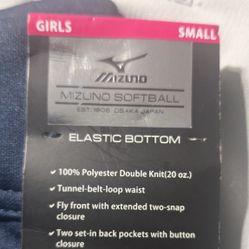 GIRLS SMALL
MIZUNO
MIZUNO SOFTBALL
EST. 1906 OSAKA JAPAN
ELASTIC BOTTOM
✓ 100% Polyester Double Knit(20 oz.)
✓ Tunnel-belt-loop waist
✓ Fly front with extended two-snap
closure
✓ Two set-in back pockets with button
closure